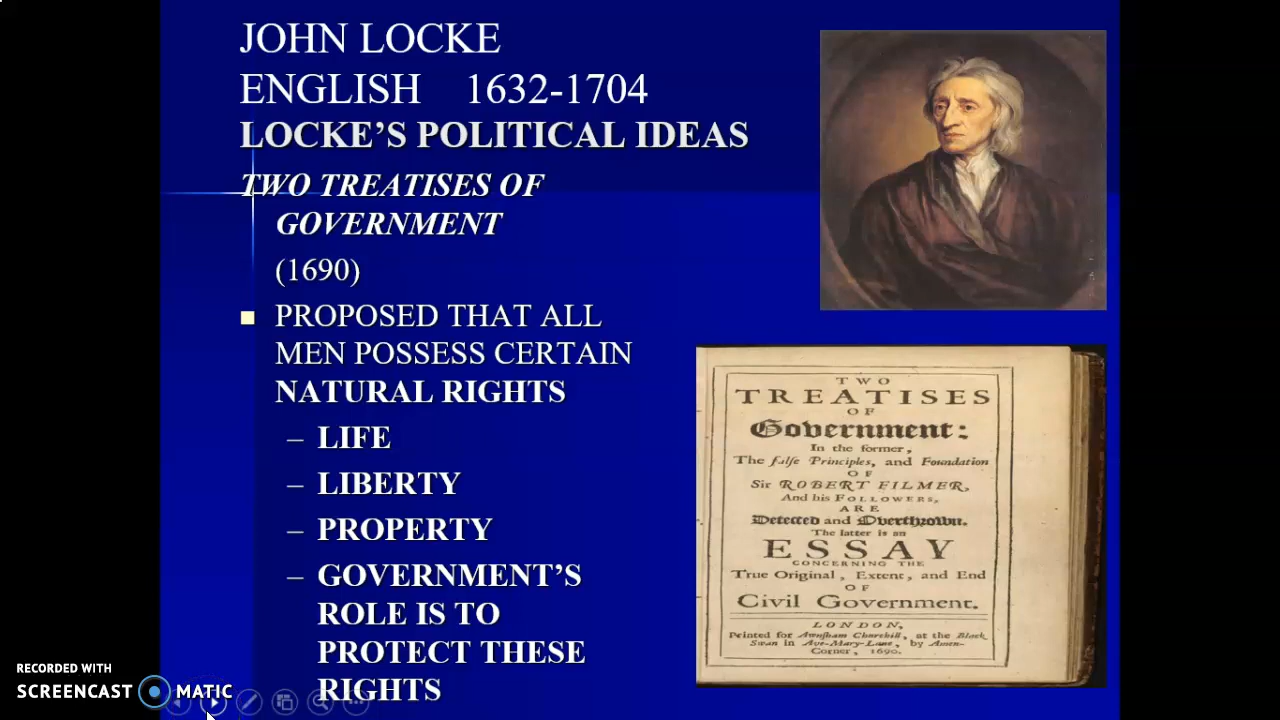 JOHN LOCKE
ENGLISH 1632-1704
LOCKE’S POLITICAL IDEAS
TWO TREATISES OF
GOVERNMENT
(1690)
PROPOSED THAT ALL
MEN POSSESS CERTAIN
NATURAL RIGHTS
– LIFE
– LIBERTY
– PROPERTY
– GOVERNMENT’S
ROLE IS TO
PROTECT THESE
RIGHTS
TWO
TREATISES
OF
Government:
In the former,
The false Principles, and Foundation
OF
Sir ROBERT FILMER,
And his FOLLOWERS,
ARE
Detected and Overthrown.
The latter is an
ESSAY
CONCERNING THE
True Original, Extent, and End
OF
Civil Government.
LONDON,
Printed for Awnsham Churchill, at the Black
Swan in Ave-Mary-Lane, by Amen-
Corner, 1690.
RECORDED WITH
SCREENCAST MATIC